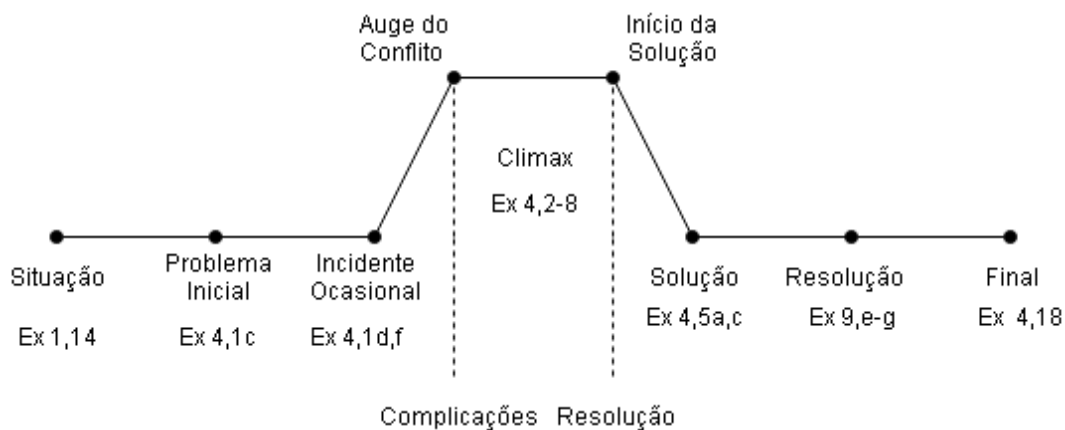 Auge do
Conflito
Início da
Solução
Climax
Ex 4,2-8
Situação
Ex 1,14
Problema
Inicial
Ex 4,1c
Incidente
Ocasional
Ex 4,1d,f
Solução
Ex 4,5a,c
Resolução
Ex 9,e-g
Final
Ex 4,18
Complicações
Resolução